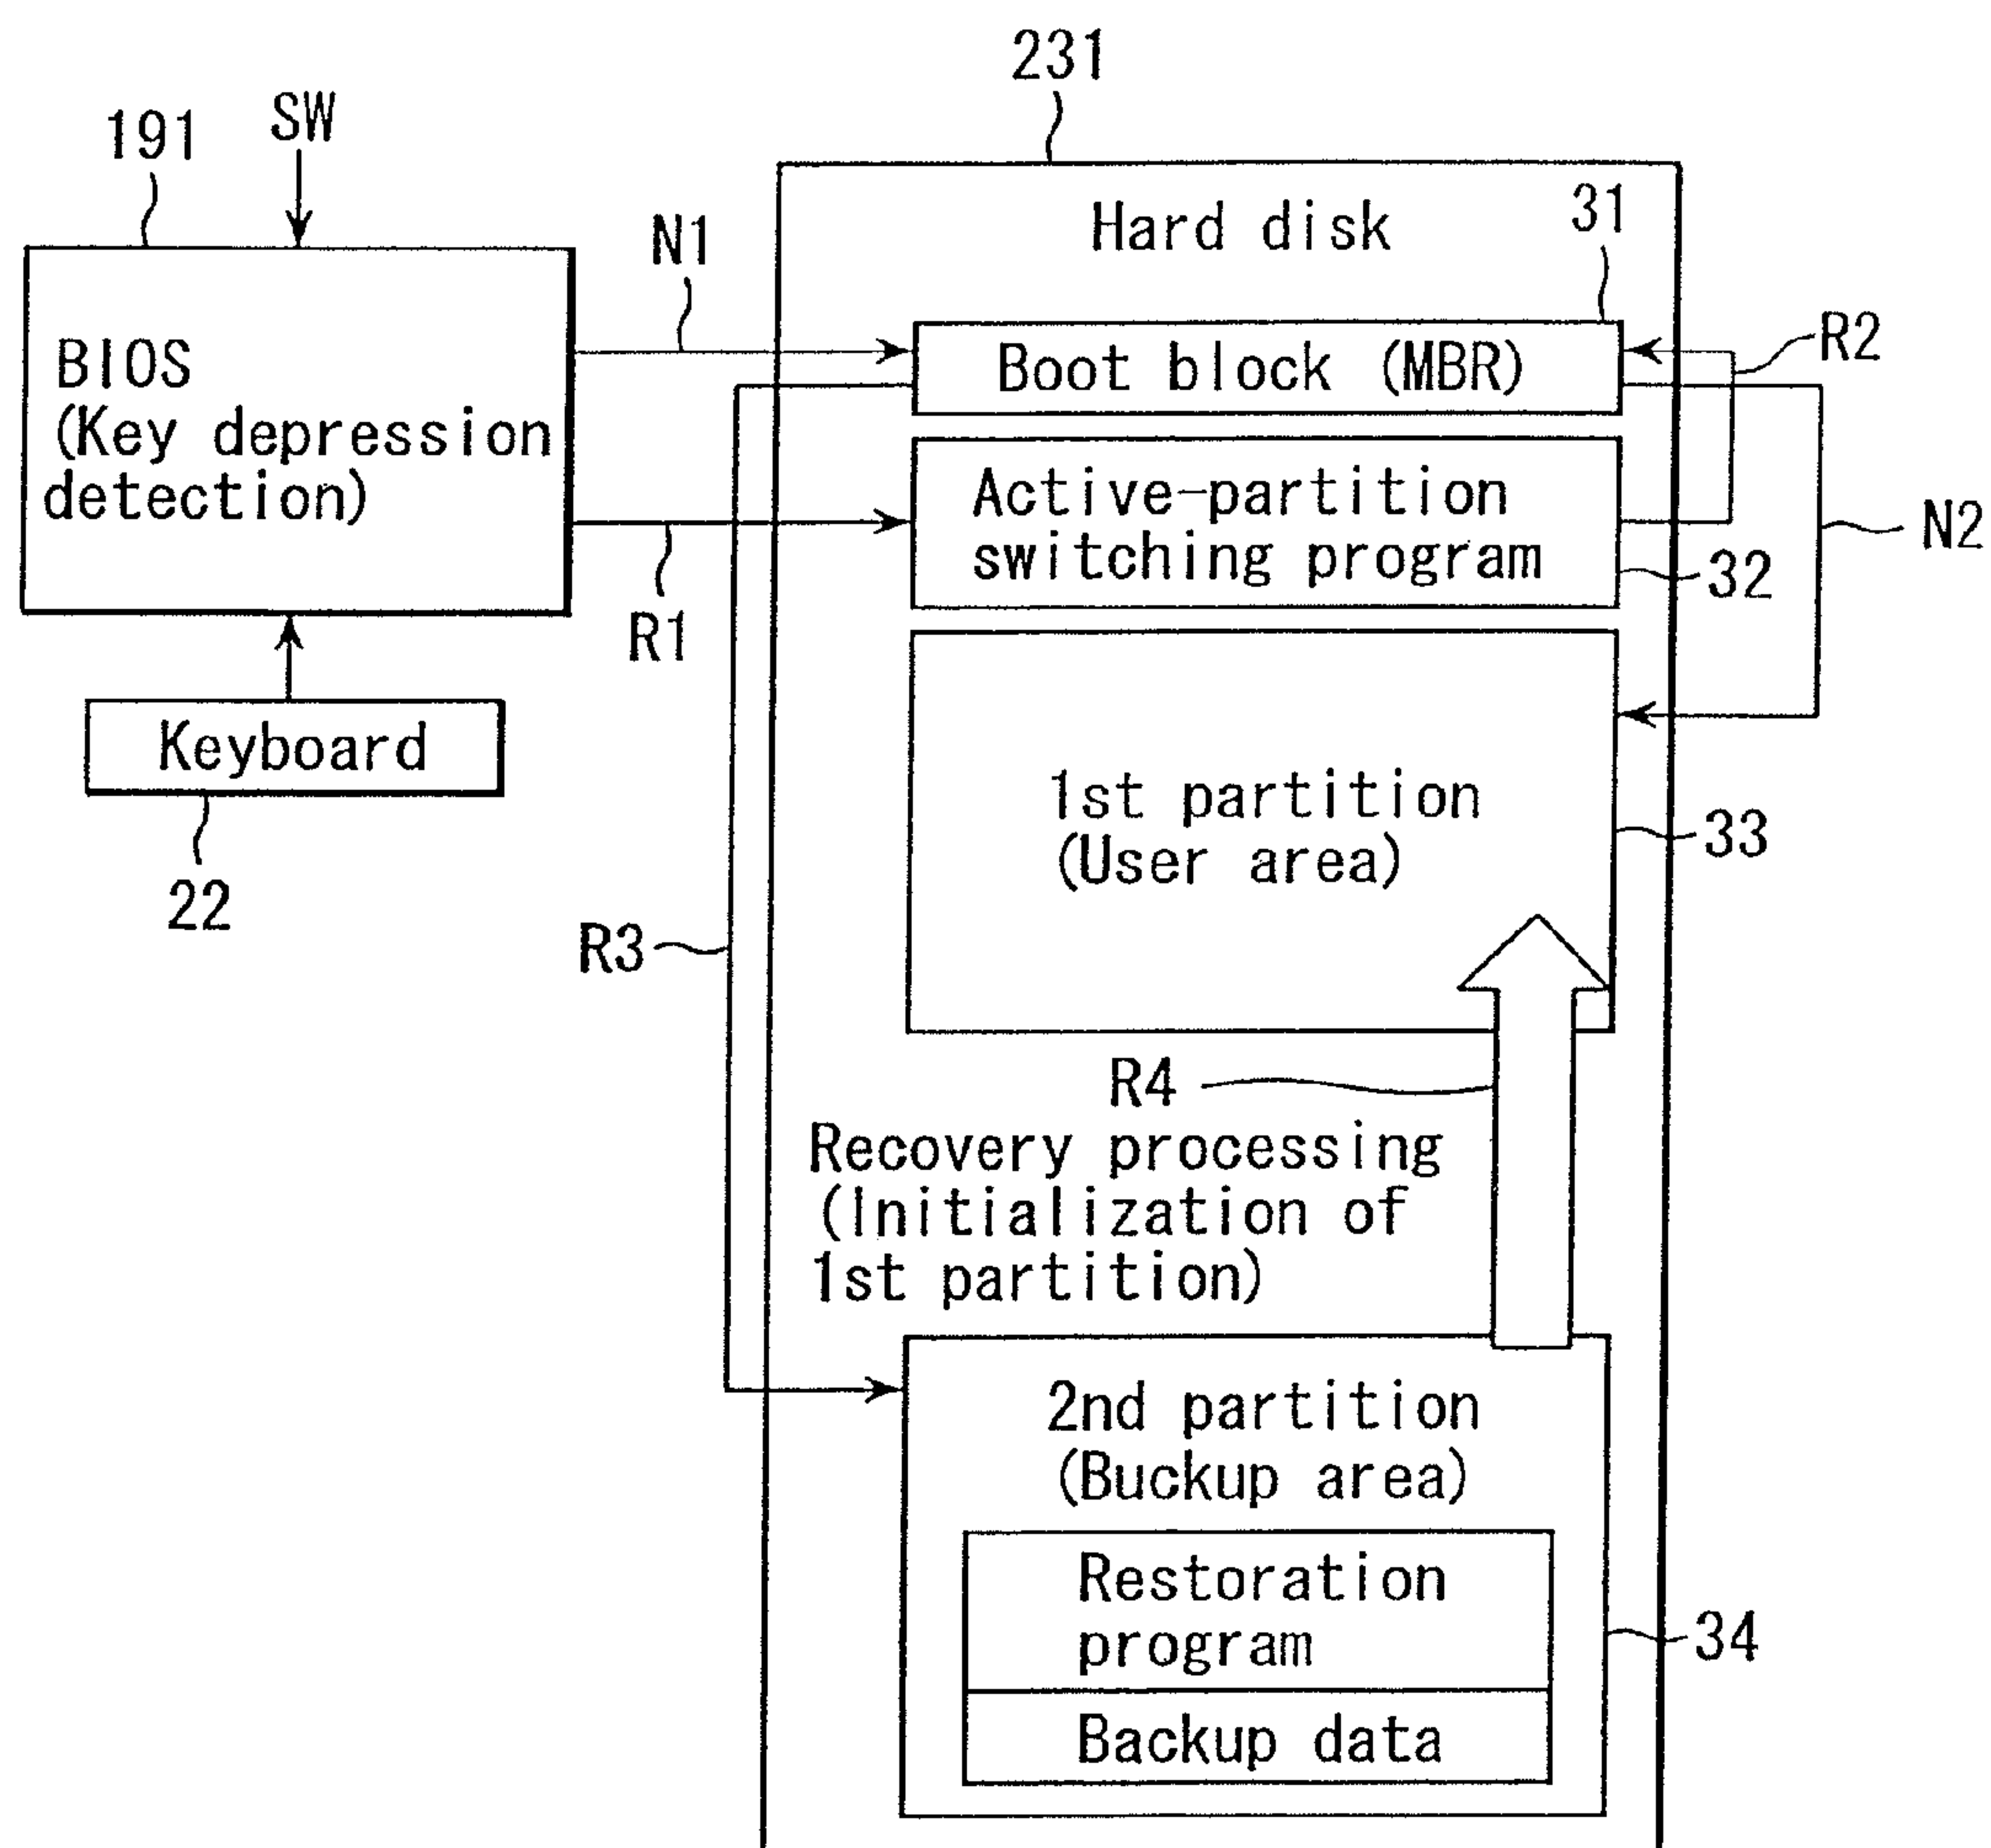 231
191
SW
Hard disk
31
N1
Boot block (MBR)
R2
BIOS
(Key depression
detection)
Active-partition
switching program
N2
32
R1
Keyboard
22
1st partition
(User area)
33
R3
R4
Recovery processing
(Initialization of
1st partition)
2nd partition
(Buckup area)
Restoration
program
34
Backup data